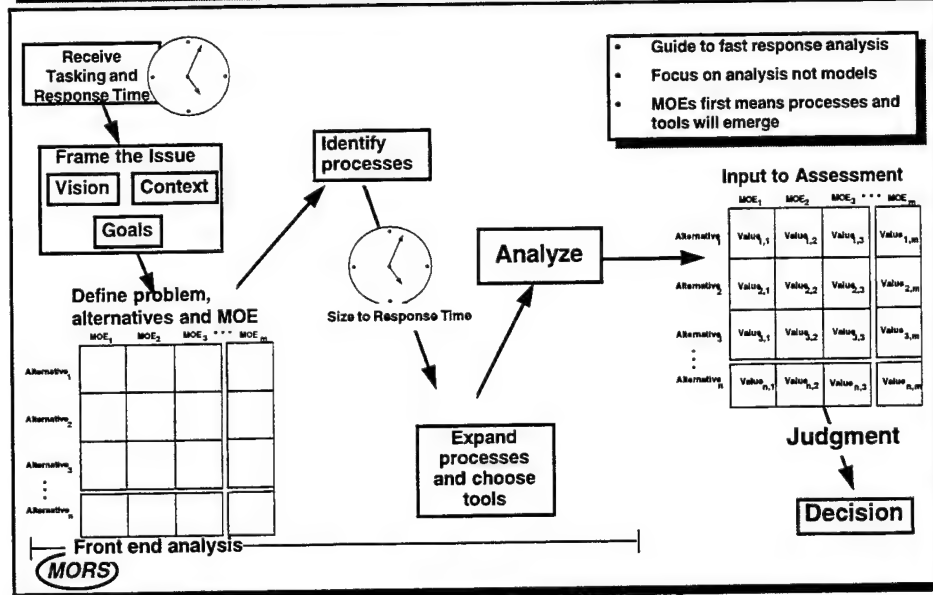 Receive
Tasking and
Response Time
Frame the Issue
Vision
Context
Goals
Define problem,
alternatives and MOE
MOE1 MOE2 MOE3 ••• MOEm
Alternative1
Alternative2
Alternative3
•
•
•
Alternativen
Front end analysis
MORS
Identify
processes
Size to Response Time
Expand
processes
and choose
tools
Analyze
• Guide to fast response analysis
• Focus on analysis not models
• MOEs first means processes and
tools will emerge
Input to Assessment
MOE1 MOE2 MOE3 ••• MOEm
Alternative1 Value1,1 Value1,2 Value1,3 Value1,m
Alternative2 Value2,1 Value2,2 Value2,3 Value2,m
Alternative3 Value3,1 Value3,2 Value3,3 Value3,m
•
•
•
Alternativen Valuen,1 Valuen,2 Valuen,3 Valuen,m
Judgment
Decision